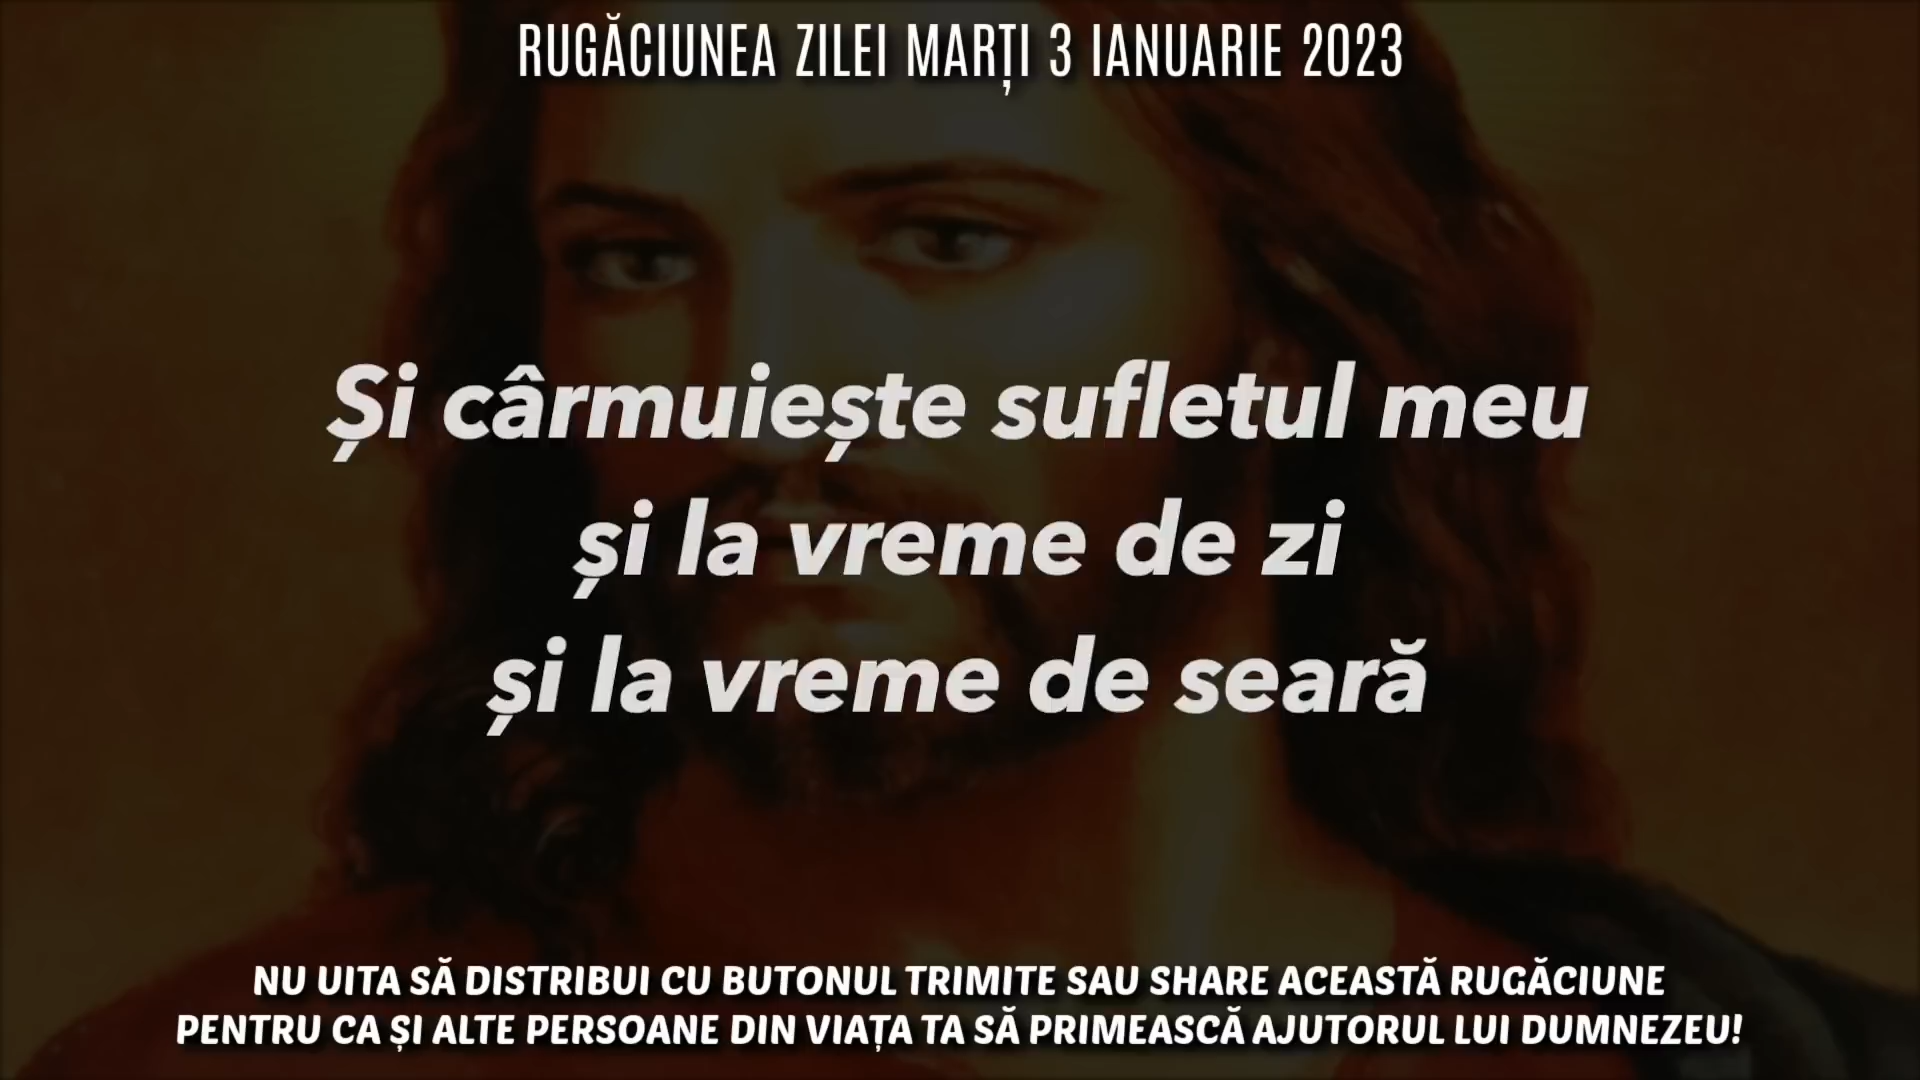 RUGĂCIUNEA ZILEI MARȚI 3 IANUARIE 2023
Și cârmuiește sufletul meu
și la vreme de zi
și la vreme de seară
NU UITA SĂ DISTRIBUI CU BUTONUL TRIMITE SAU SHARE ACEASTĂ RUGĂCIUNE
PENTRU CA ȘI ALTE PERSOANE DIN VIAȚA TA SĂ PRIMEASCĂ AJUTORUL LUI DUMNEZEU!